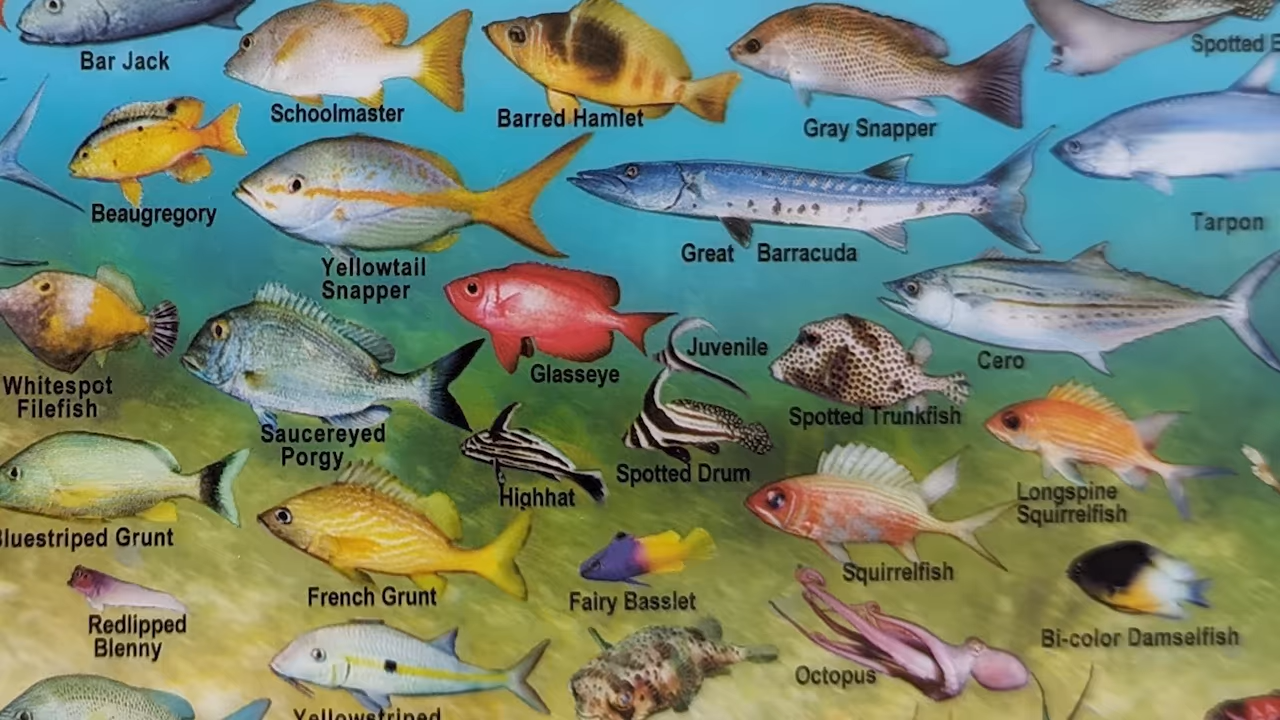 Bar Jack
Schoolmaster
Barred Hamlet
Gray Snapper
Spotted
Beaugregory
Yellowtail
Snapper
Great Barracuda
Tarpon
Whitespot
Filefish
Saucereyed
Porgy
Glasseye
Juvenile
Cero
Spotted Trunkfish
Highhat
Spotted Drum
Longspine
Squirrelfish
Bluestriped Grunt
French Grunt
Fairy Basslet
Squirrelfish
Redlipped
Blenny
Octopus
Bi-color Damselfish
Yellowstriped